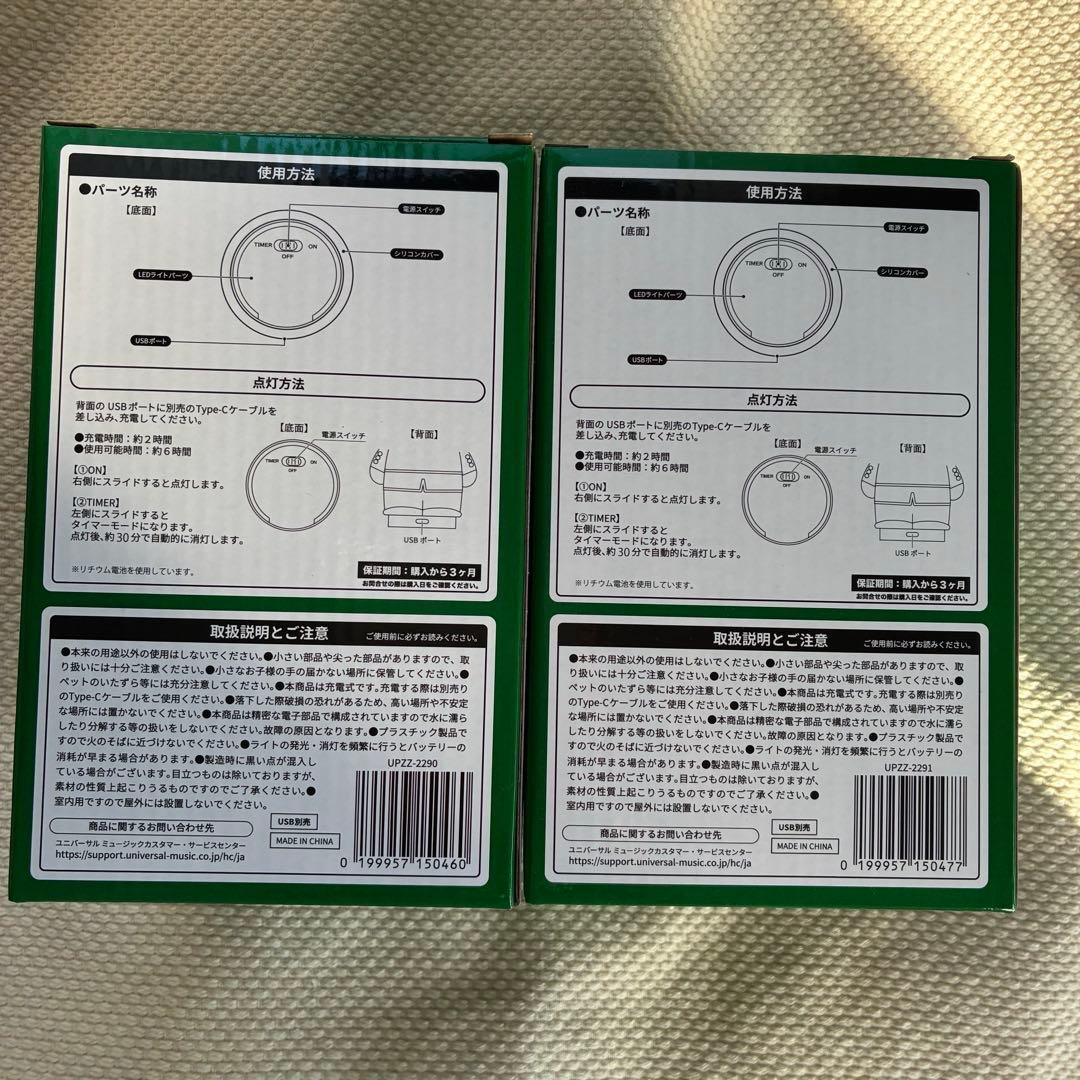 使用方法
●パーツ名称
【底面】
電源スイッチ
TIMER
ON
OFF
シリコンカバー
LEDライトパーツ
USBポート
点灯方法
背面の USBポートに別売のType-Cケーブルを
差し込み、充電してください。
●充電時間：約2時間
●使用可能時間：約6時間
【①ON】
右側にスライドすると点灯します。
【②TIMER】
左側にスライドすると
タイマーモードになります。
点灯後、約30分で自動的に消灯します。
【底面】
電源スイッチ
TIMER
ON
OFF
【背面】
USB ポート
※リチウム電池を使用しています。
保証期間：購入から3ヶ月
お問合せの際は購入日をご確認ください。
取扱説明とご注意
ご使用前に必ずお読みください。
●本来の用途以外の使用はしないでください。●小さい部品や尖った部品がありますので、取
り扱いには十分ご注意ください。●小さなお子様の手の届かない場所に保管してください。●
ペットのいたずら等には充分注意してください。●本商品は充電式です。充電する際は別売り
のType-Cケーブルをご使用ください。●落下した際破損の恐れがあるため、高い場所や不安定
な場所には置かないでください。●本商品は精密な電子部品で構成されていますので水に濡ら
したり分解する等の扱いをしないでください。故障の原因となります。●プラスチック製品で
すので火のそばに近づけないでください。●ライトの発光・消灯を頻繁に行うとバッテリーの
消耗が早まる場合があります。●製造時に黒い点が混入し
ている場合がございます。目立つものは除いておりますが、
素材の性質上起こりうるものですのでご了承ください。●
室内用ですので屋外には設置しないでください。
UPZZ-2290
商品に関するお問い合わせ先
ユニバーサル ミュージックカスタマー・サービスセンター
https://support.universal-music.co.jp/hc/ja
USB別売
MADE IN CHINA
0 199957 150460
使用方法
●パーツ名称
【底面】
電源スイッチ
TIMER
ON
OFF
シリコンカバー
LEDライトパーツ
USBポート
点灯方法
背面の USBポートに別売のType-Cケーブルを
差し込み、充電してください。
●充電時間：約2時間
●使用可能時間：約6時間
【①ON】
右側にスライドすると点灯します。
【②TIMER】
左側にスライドすると
タイマーモードになります。
点灯後、約30分で自動的に消灯します。
【底面】
電源スイッチ
TIMER
ON
OFF
【背面】
USB ポート
※リチウム電池を使用しています。
保証期間：購入から3ヶ月
お問合せの際は購入日をご確認ください。
取扱説明とご注意
ご使用前に必ずお読みください。
●本来の用途以外の使用はしないでください。●小さい部品や尖った部品がありますので、取
り扱いには十分ご注意ください。●小さなお子様の手の届かない場所に保管してください。●
ペットのいたずら等には充分注意してください。●本商品は充電式です。充電する際は別売り
のType-Cケーブルをご使用ください。●落下した際破損の恐れがあるため、高い場所や不安定
な場所には置かないでください。●本商品は精密な電子部品で構成されていますので水に濡ら
したり分解する等の扱いをしないでください。故障の原因となります。●プラスチック製品で
すので火のそばに近づけないでください。●ライトの発光・消灯を頻繁に行うとバッテリーの
消耗が早まる場合があります。●製造時に黒い点が混入し
ている場合がございます。目立つものは除いておりますが、
素材の性質上起こりうるものですのでご了承ください。●
室内用ですので屋外には設置しないでください。
UPZZ-2291
商品に関するお問い合わせ先
ユニバーサル ミュージックカスタマー・サービスセンター
https://support.universal-music.co.jp/hc/ja
USB別売
MADE IN CHINA
0 199957 150477